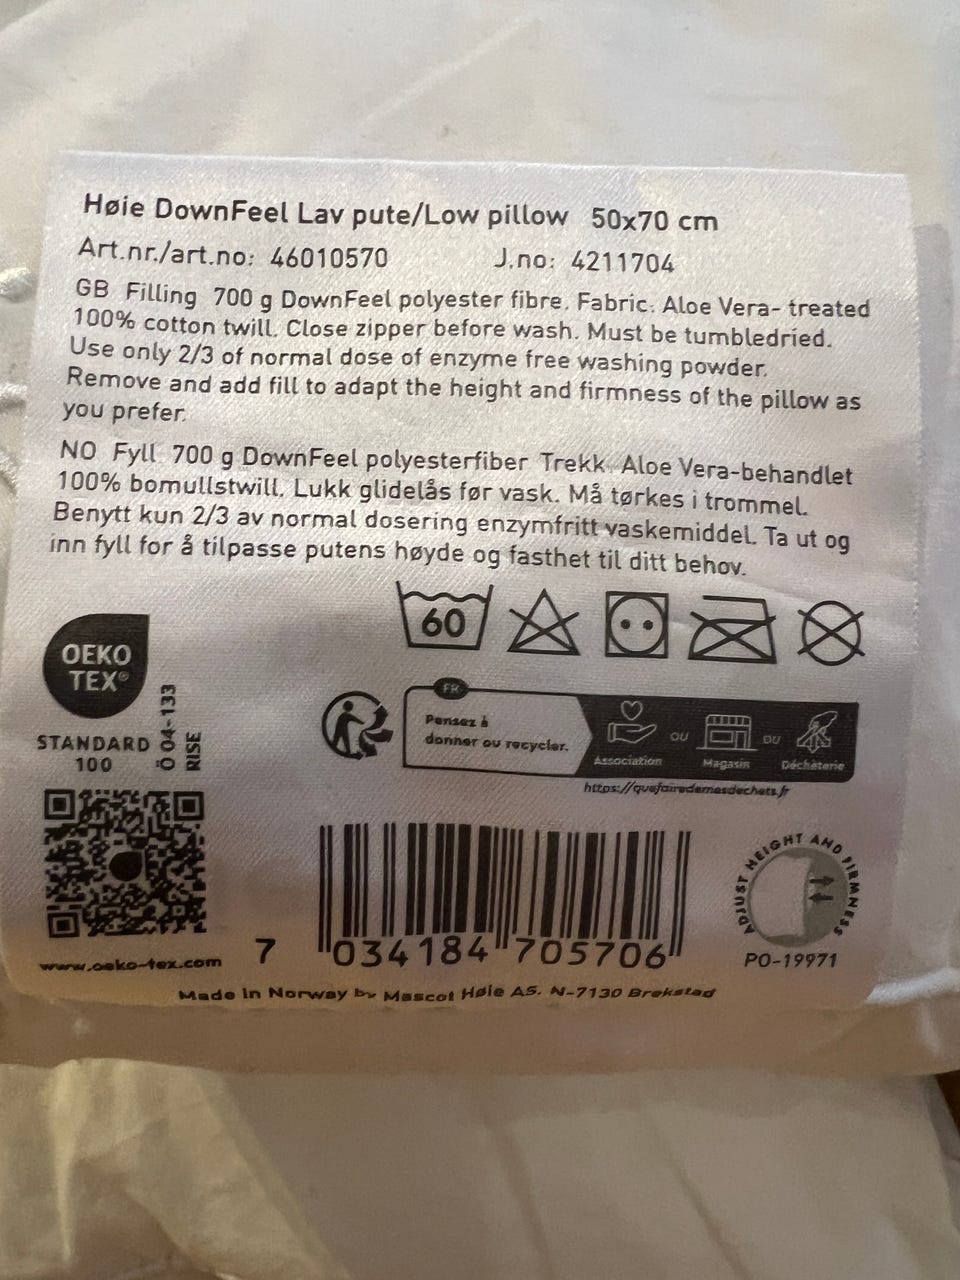 Høie DownFeel Lav pute/Low pillow 50x70 cm
Art.nr./art.no: 46010570 J.no: 4211704
GB Filling 700 g DownFeel polyester fibre. Fabric: Aloe Vera- treated
100% cotton twill. Close zipper before wash. Must be tumbledried.
Use only 2/3 of normal dose of enzyme free washing powder.
Remove and add fill to adapt the height and firmness of the pillow as
you prefer.
NO Fyll 700 g DownFeel polyesterfiber Trekk Aloe Vera-behandlet
100% bomullstwill. Lukk glidelås før vask. Må tørkes i trommel.
Benytt kun 2/3 av normal dosering enzymfritt vaskemiddel. Ta ut og
inn fyll for å tilpasse putens høyde og fasthet til ditt behov.
60
OEKO
TEX®
STANDARD
100
Ö 04-133
RISE
FR
Pensez à
donner ou recycler.
Association
OU
Magasin
OU
Déchèterie
https://quefairedemesdechets.fr
ADJUST HEIGHT AND FIRMNESS
PO-19971
www.oeko-tex.com
7 034184 705706
Made in Norway by Mascot Høie AS. N-7130 Brekstad